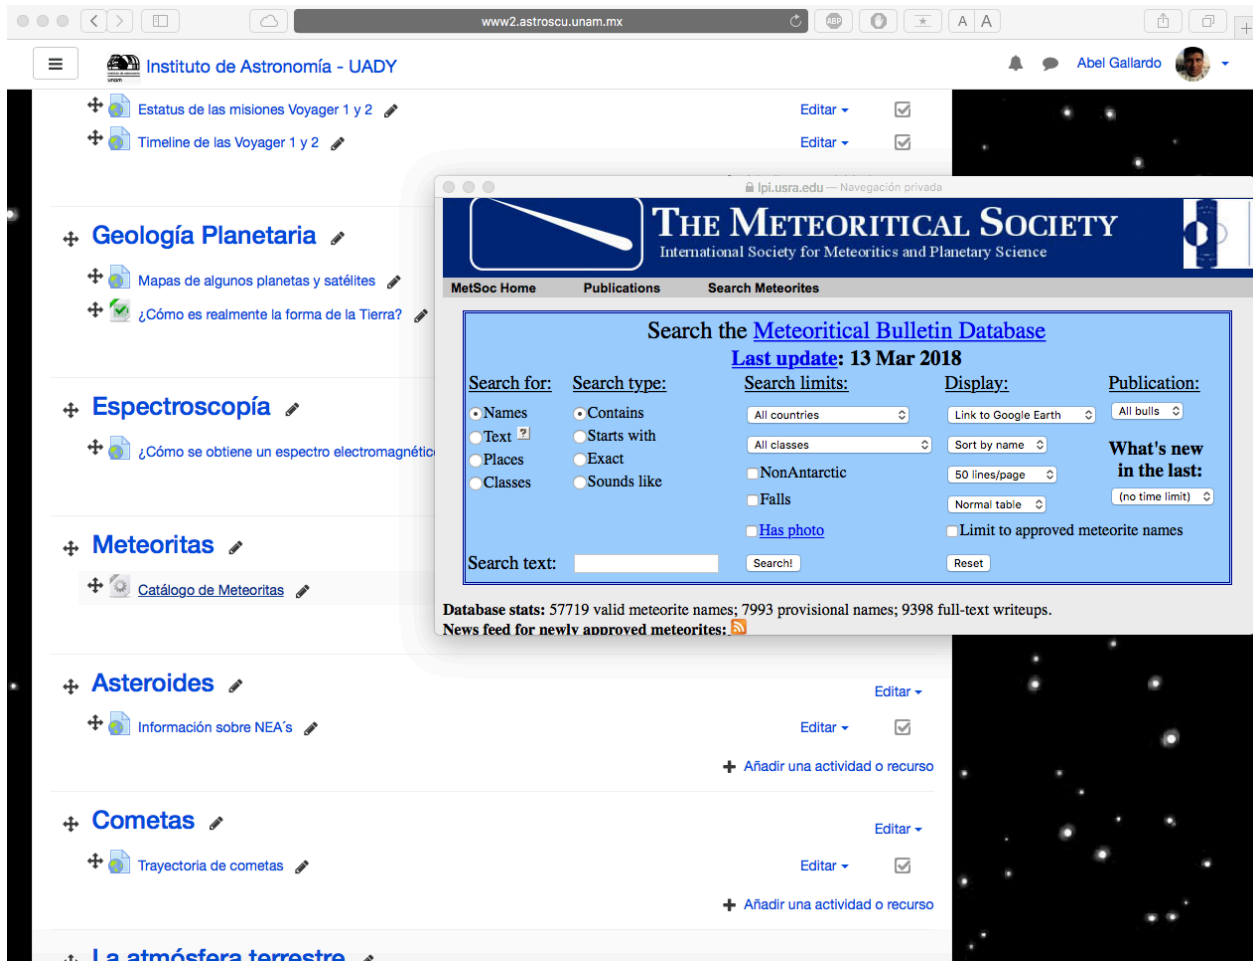 www2.astroscu.unam.mx
ABP
A A
Instituto de Astronomía - UADY
Abel Gallardo
Estatus de las misiones Voyager 1 y 2
Editar
Timeline de las Voyager 1 y 2
Editar
Geología Planetaria
Mapas de algunos planetas y satélites
¿Cómo es realmente la forma de la Tierra?
Espectroscopía
¿Cómo se obtiene un espectro electromagnétic
Meteoritas
Catálogo de Meteoritas
Asteroides
Editar
Información sobre NEA´s
Editar
Añadir una actividad o recurso
Cometas
Editar
Trayectoria de cometas
Editar
Añadir una actividad o recurso
La atmósfera terrestre
lpi.usra.edu — Navegación privada
THE METEORITICAL SOCIETY
International Society for Meteoritics and Planetary Science
MetSoc Home Publications Search Meteorites
Search the Meteoritical Bulletin Database
Last update: 13 Mar 2018
Search for: Search type: Search limits: Display: Publication:
Names Contains All countries Link to Google Earth All bulls
Text ? Starts with All classes Sort by name What's new
Places Exact NonAntarctic 50 lines/page in the last:
Classes Sounds like Falls Normal table (no time limit)
Has photo Limit to approved meteorite names
Search text: Search! Reset
Database stats: 57719 valid meteorite names; 7993 provisional names; 9398 full-text writeups.
News feed for newly approved meteorites: